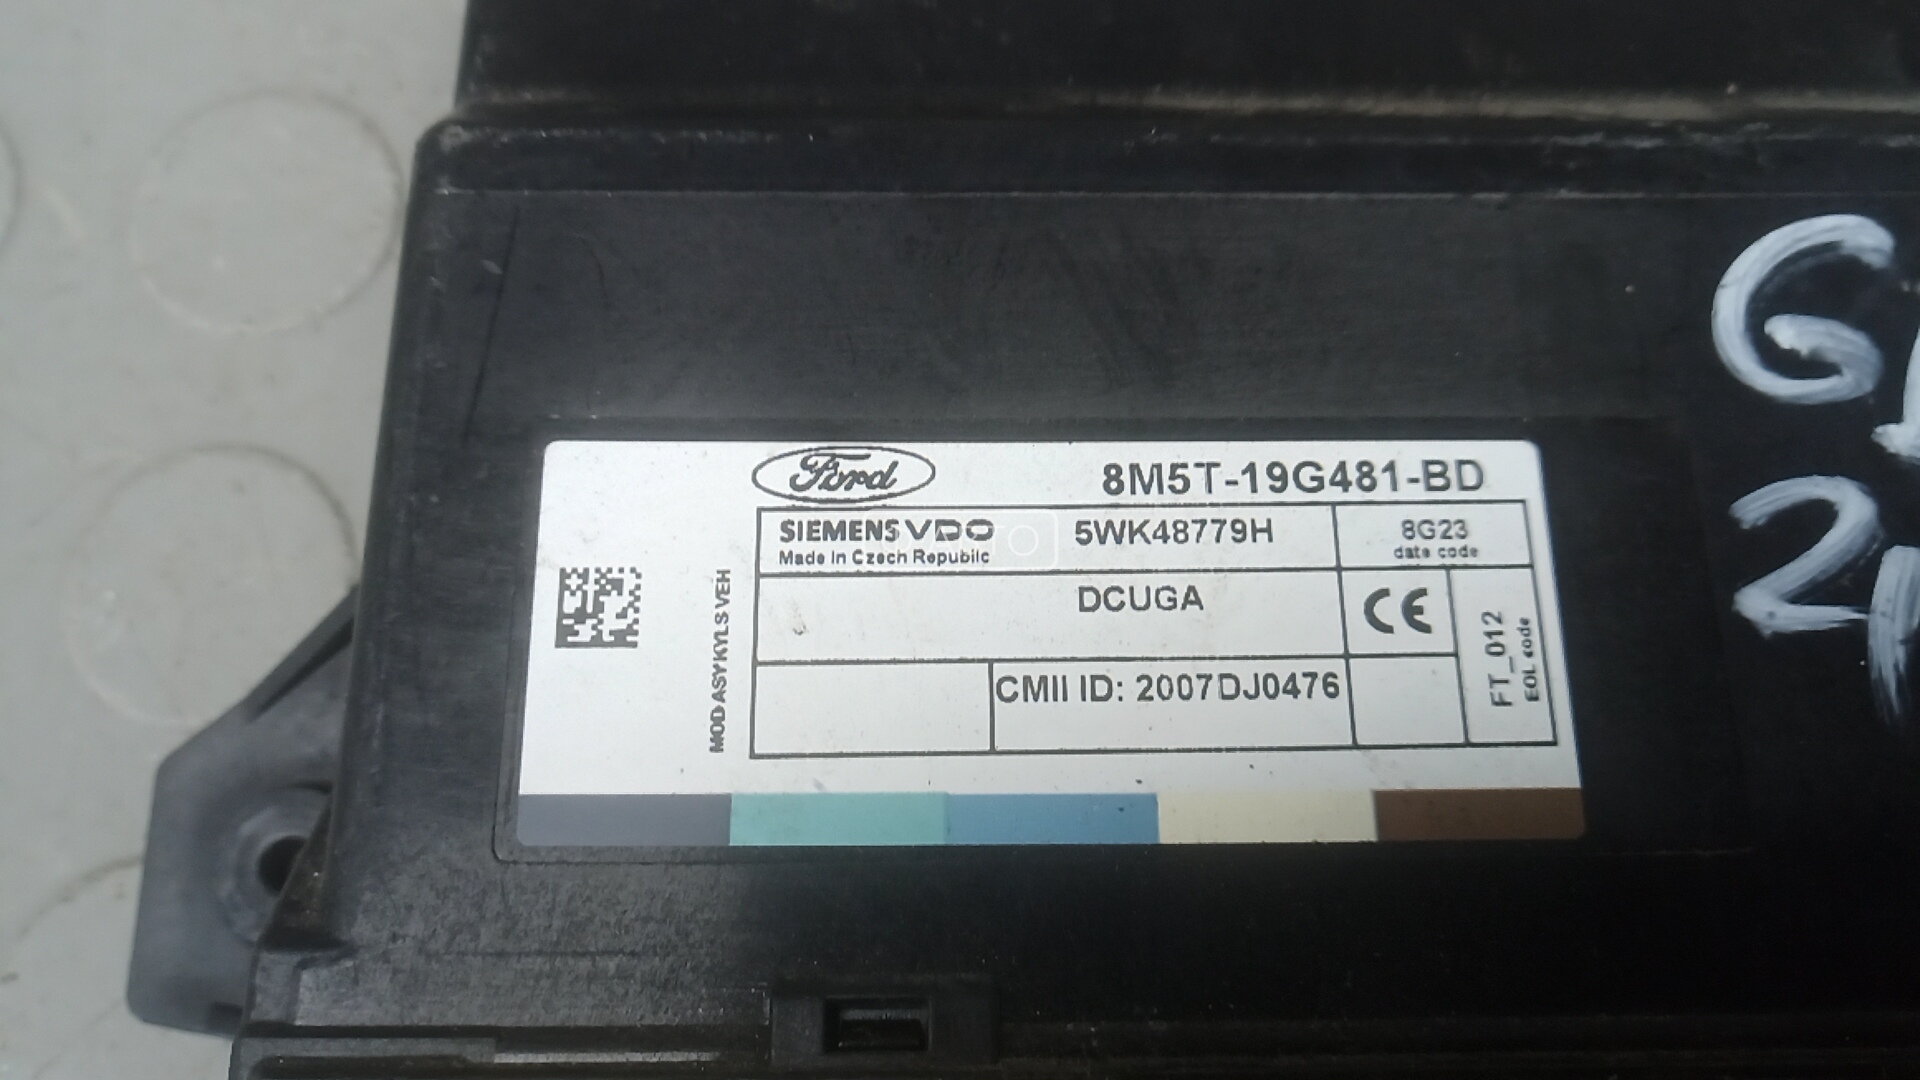 Ford 8M5T-19G481-BD
SIEMENS VDO 5WK48779H 8G23
Made in Czech Republic date code
DCUGA CE
CMII ID: 2007DJ0476
MOD ASY KYLS VEH
FT_012
EOL code
G
2